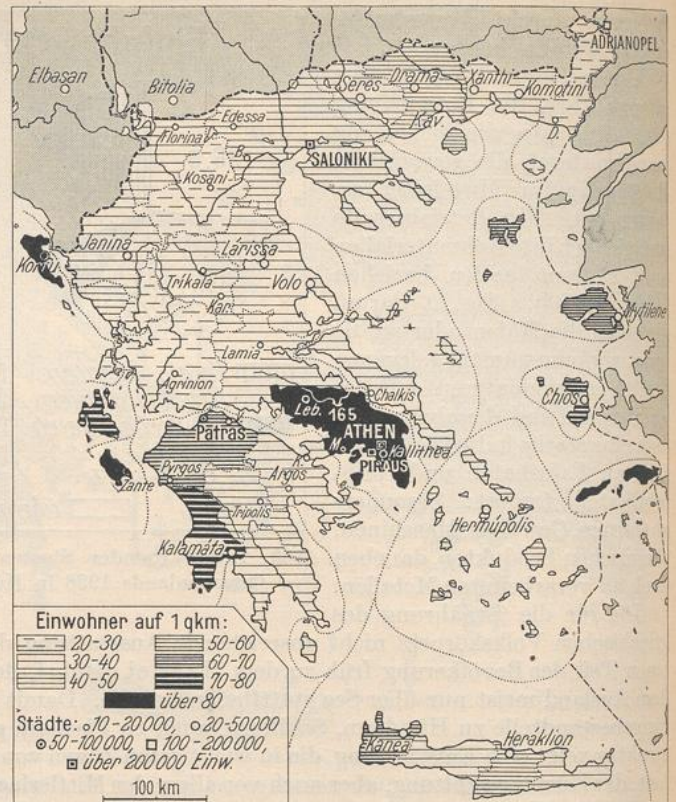 ADRIANOPEL
Elbasan
Bitolia
Drama
Xanthi
Seres
Komotini
Edessa
Kav.
Florina
D.
B.
SALONIKI
Kosani
Janina
Lárissa
Korfu
Trikala
Volo
Kar.
Mytilene
Lamia
Agrinion
Chalkis
Chios
Leb.
165
ATHEN
Patras
M.
Kallithea
PIRÄUS
Pyrgos
K.
Argos
Zante
Tripolis
Hermúpolis
Kalamáta
Einwohner auf 1 qkm:
20-30
50-60
30-40
60-70
40-50
70-80
über 80
Städte: 10-20000, 20-50000
50-100000, 100-200000,
über 200000 Einw.
100 km
Kanea
Heráklion